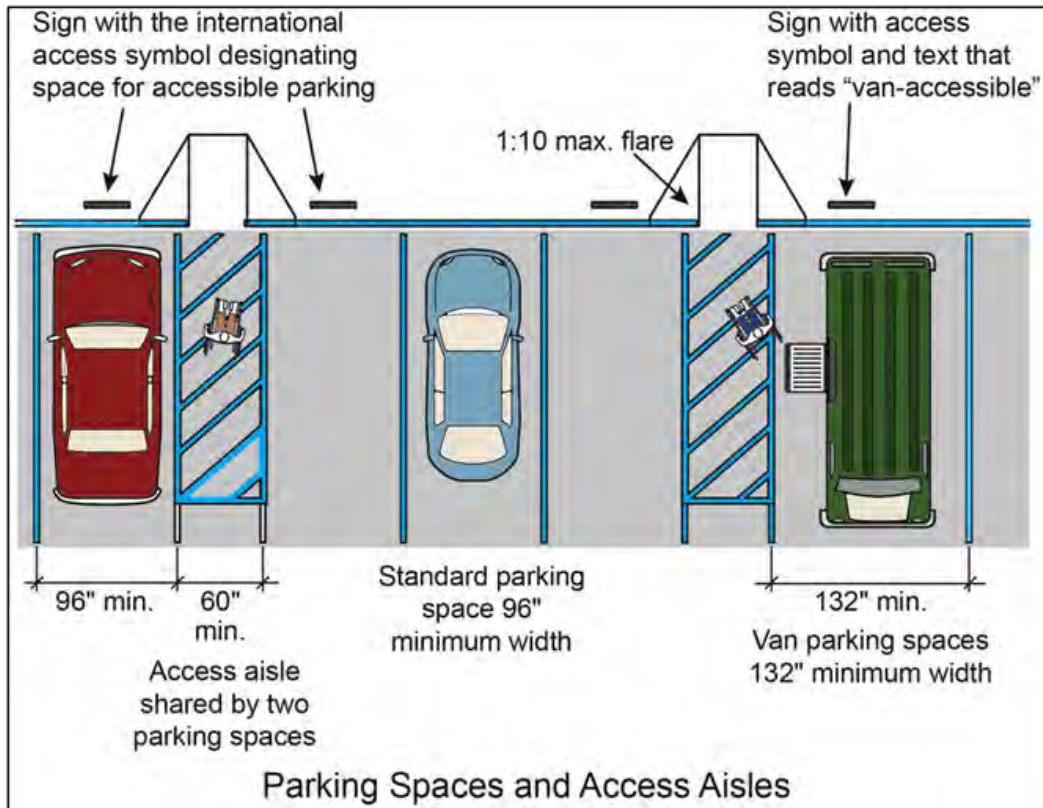 Sign with the international
access symbol designating
space for accessible parking
Sign with access
symbol and text that
reads “van-accessible”
1:10 max. flare
96" min.
60"
min.
Access aisle
shared by two
parking spaces
Standard parking
space 96"
minimum width
132" min.
Van parking spaces
132" minimum width
Parking Spaces and Access Aisles